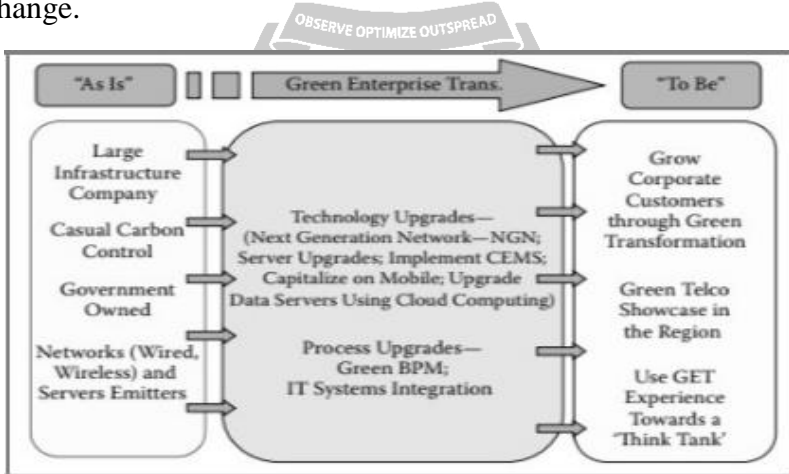 hange.
OBSERVE OPTIMIZE OUTSPREAD
"As Is"
Green Enterprise Trans.
"To Be"
Large
Infrastructure
Company
Casual Carbon
Control
Government
Owned
Networks (Wired,
Wireless) and
Servers Emitters
Technology Upgrades—
(Next Generation Network—NGN;
Server Upgrades; Implement CEMS;
Capitalize on Mobile; Upgrade
Data Servers Using Cloud Computing)
Process Upgrades—
Green BPM;
IT Systems Integration
Grow
Corporate
Customers
through Green
Transformation
Green Telco
Showcase in
the Region
Use GET
Experience
Towards a
'Think Tank'